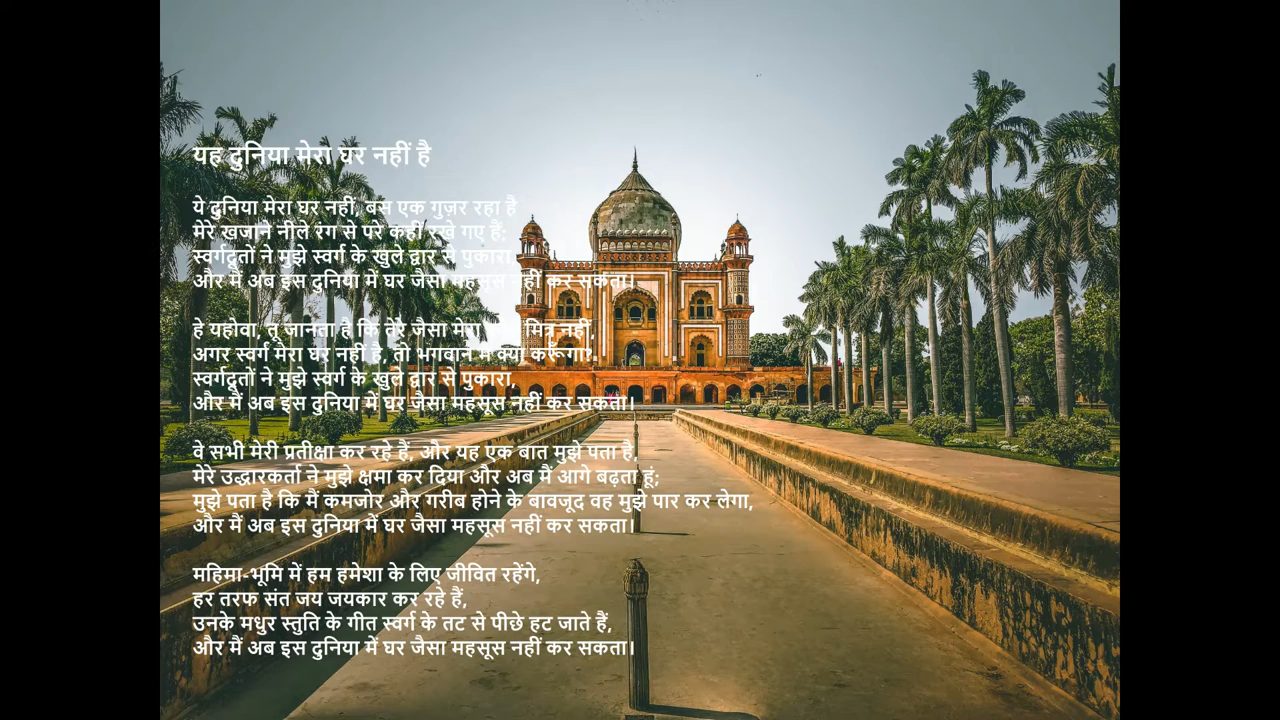 यह दुनिया मेरा घर नहीं है
ये दुनिया मेरा घर नहीं, बस एक गुज़र रहा है
मेरे खजाने नीले रंग से परे कहीं रखे गए हैं;
स्वर्गदूतों ने मुझे स्वर्ग के खुले द्वार से पुकारा,
और मैं अब इस दुनिया में घर जैसा महसूस नहीं कर सकता।
हे यहोवा, तू जानता है कि तेरे जैसा मेरा मित्र नहीं,
अगर स्वर्ग मेरा घर नहीं है, तो भगवान मैं क्या करूँगा?
स्वर्गदूतों ने मुझे स्वर्ग के खुले द्वार से पुकारा,
और मैं अब इस दुनिया में घर जैसा महसूस नहीं कर सकता।
वे सभी मेरी प्रतीक्षा कर रहे हैं, और यह एक बात मुझे पता है,
मेरे उद्धारकर्ता ने मुझे क्षमा कर दिया और अब मैं आगे बढ़ता हूं;
मुझे पता है कि मैं कमजोर और गरीब होने के बावजूद वह मुझे पार कर लेगा,
और मैं अब इस दुनिया में घर जैसा महसूस नहीं कर सकता।
महिमा-भूमि में हम हमेशा के लिए जीवित रहेंगे,
हर तरफ संत जय जयकार कर रहे हैं,
उनके मधुर स्तुति के गीत स्वर्ग के तट से पीछे हट जाते हैं,
और मैं अब इस दुनिया में घर जैसा महसूस नहीं कर सकता।